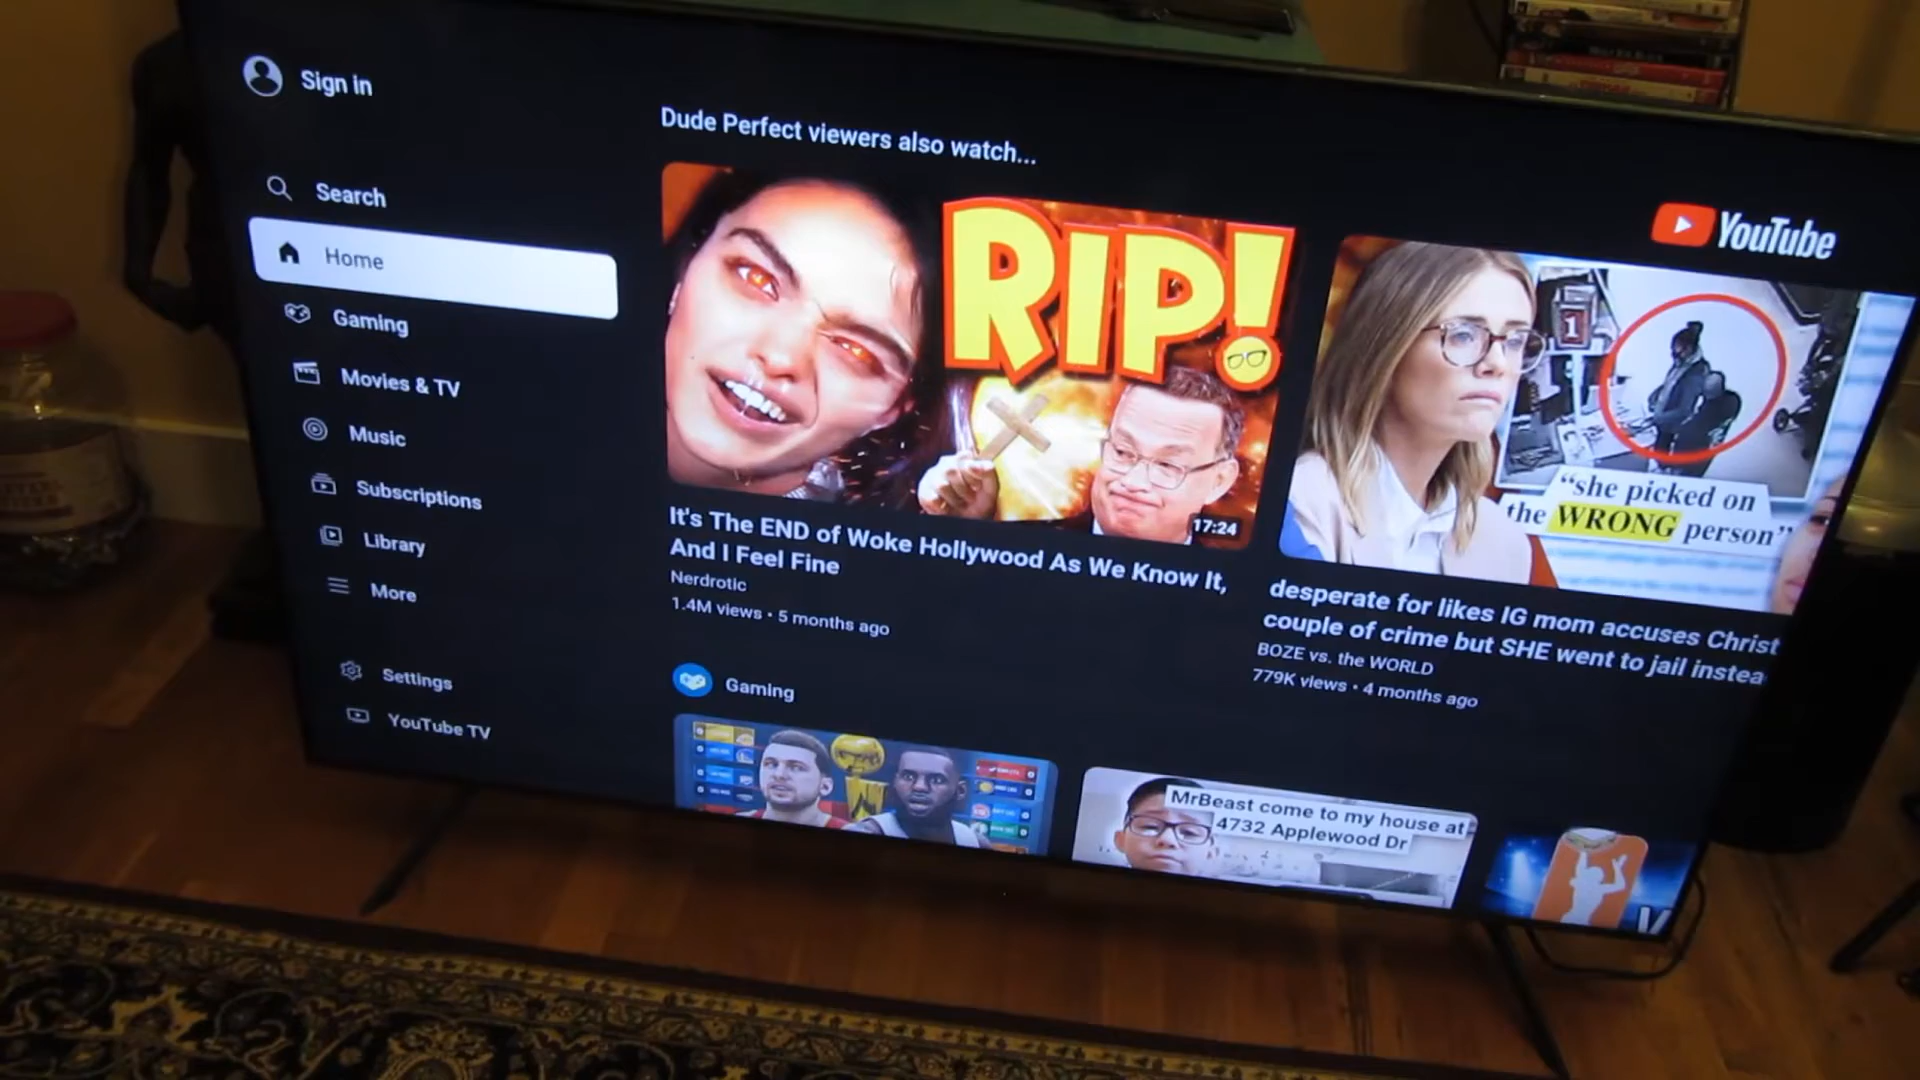 Sign in
Search
Home
Gaming
Movies & TV
Music
Subscriptions
Library
More
Settings
YouTube TV
Dude Perfect viewers also watch...
YouTube
RIP!
17:24
It's The END of Woke Hollywood As We Know It,
And I Feel Fine
Nerdrotic
1.4M views • 5 months ago
1
“she picked on
the WRONG person”
desperate for likes IG mom accuses Christ
couple of crime but SHE went to jail instea
BOZE vs. the WORLD
779K views • 4 months ago
Gaming
MrBeast come to my house at
4732 Applewood Dr